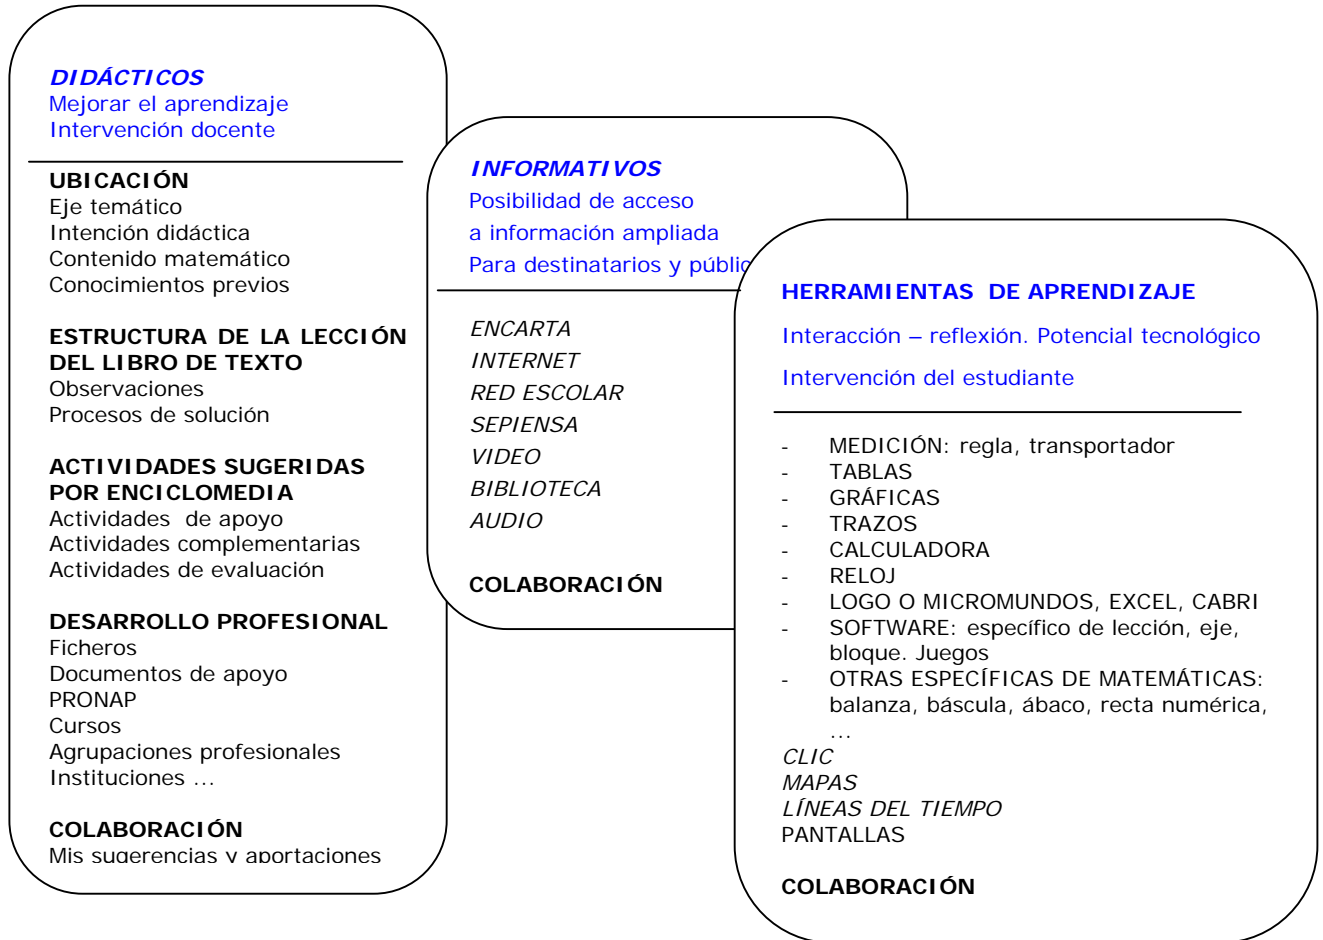 DIDÁCTICOS
Mejorar el aprendizaje
Intervención docente
UBICACIÓN
Eje temático
Intención didáctica
Contenido matemático
Conocimientos previos
ESTRUCTURA DE LA LECCIÓN
DEL LIBRO DE TEXTO
Observaciones
Procesos de solución
ACTIVIDADES SUGERIDAS
POR ENCICLOMEDIA
Actividades de apoyo
Actividades complementarias
Actividades de evaluación
DESARROLLO PROFESIONAL
Ficheros
Documentos de apoyo
PRONAP
Cursos
Agrupaciones profesionales
Instituciones ...
COLABORACIÓN
Mis sugerencias y aportaciones
INFORMATIVOS
Posibilidad de acceso
a información ampliada
Para destinatarios y
ENCARTA
INTERNET
RED ESCOLAR
SEPIENSA
VIDEO
BIBLIOTECA
AUDIO
COLABORACIÓN
HERRAMIENTAS DE APRENDIZAJE
Interacción – reflexión. Potencial tecnológico
Intervención del estudiante
- MEDICIÓN: regla, transportador
- TABLAS
- GRÁFICAS
- TRAZOS
- CALCULADORA
- RELOJ
- LOGO O MICROMUNDOS, EXCEL, CABRI
- SOFTWARE: específico de lección, eje,
bloque. Juegos
- OTRAS ESPECÍFICAS DE MATEMÁTICAS:
balanza, báscula, ábaco, recta numérica,
...
CLIC
MAPAS
LÍNEAS DEL TIEMPO
PANTALLAS
COLABORACIÓN